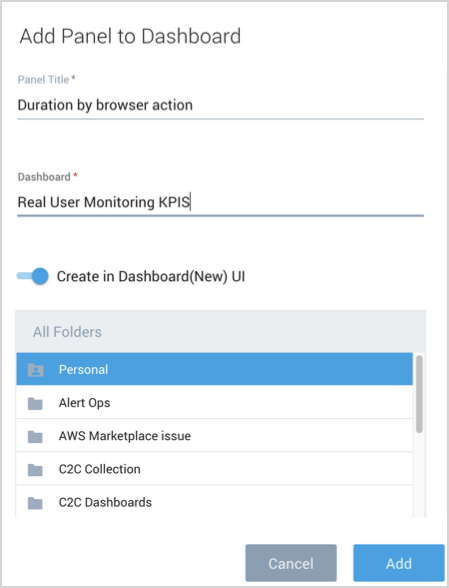 Add Panel to Dashboard
Panel Title *
Duration by browser action
Dashboard *
Real User Monitoring KPIS
Create in Dashboard(New) UI
All Folders
Personal
Alert Ops
AWS Marketplace issue
C2C Collection
C2C Dashboards
Cancel Add